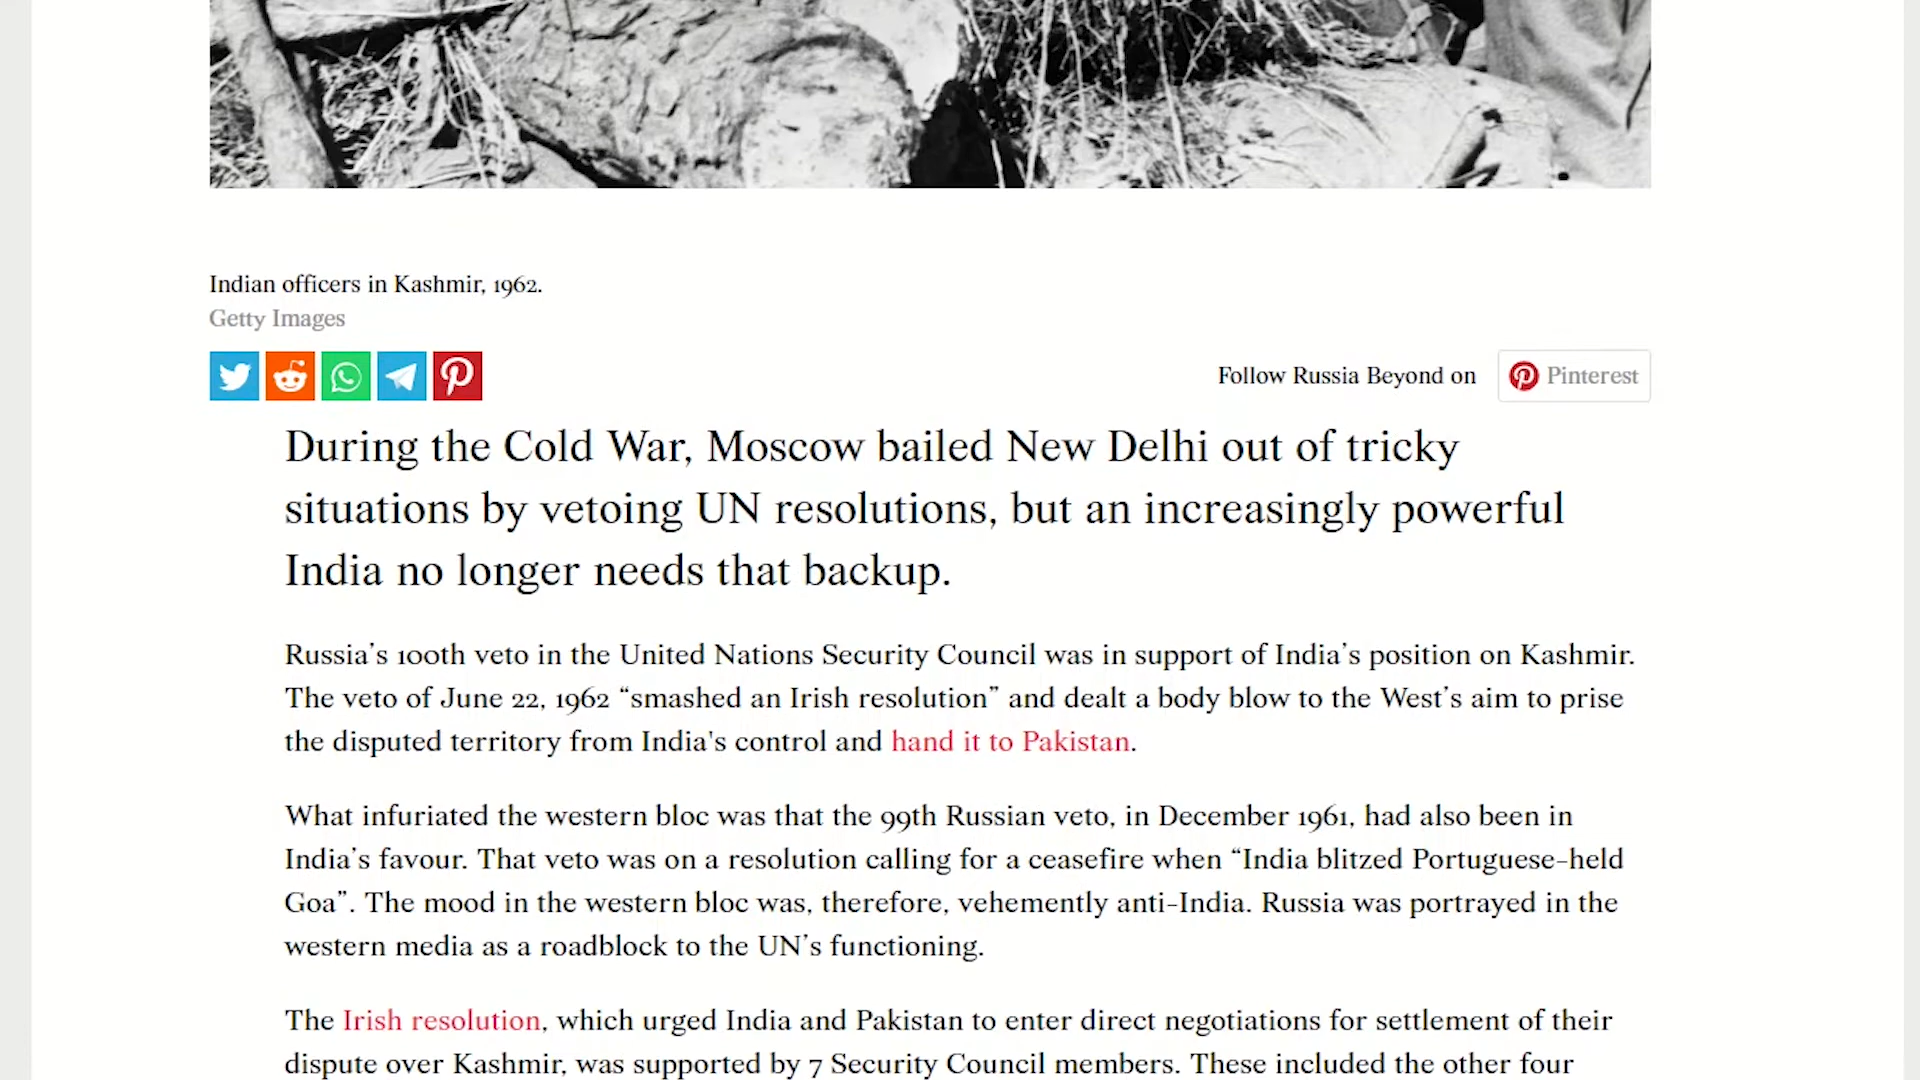 Indian officers in Kashmir, 1962.
Getty Images
Follow Russia Beyond on Pinterest
During the Cold War, Moscow bailed New Delhi out of tricky
situations by vetoing UN resolutions, but an increasingly powerful
India no longer needs that backup.
Russia’s 100th veto in the United Nations Security Council was in support of India’s position on Kashmir.
The veto of June 22, 1962 “smashed an Irish resolution” and dealt a body blow to the West’s aim to prise
the disputed territory from India's control and hand it to Pakistan.
What infuriated the western bloc was that the 99th Russian veto, in December 1961, had also been in
India’s favour. That veto was on a resolution calling for a ceasefire when “India blitzed Portuguese-held
Goa”. The mood in the western bloc was, therefore, vehemently anti-India. Russia was portrayed in the
western media as a roadblock to the UN’s functioning.
The Irish resolution, which urged India and Pakistan to enter direct negotiations for settlement of their
dispute over Kashmir, was supported by 7 Security Council members. These included the other four